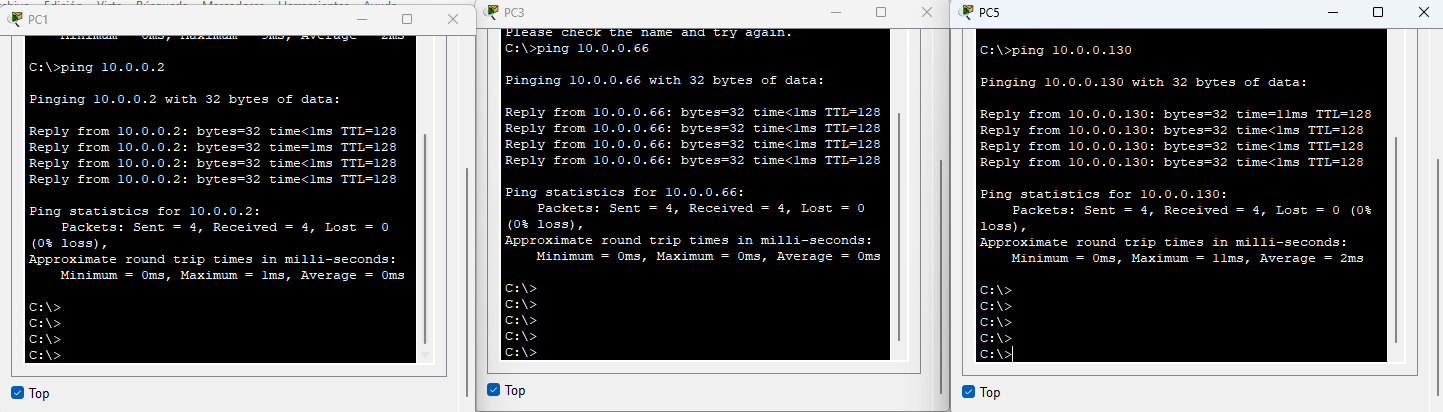 Archivo Edición Vista Búsqueda Marcadores Herramientas Ayuda
PC1
Minimum = 0ms, Maximum = 9ms, Average = 2ms
C:\>ping 10.0.0.2
Pinging 10.0.0.2 with 32 bytes of data:
Reply from 10.0.0.2: bytes=32 time<1ms TTL=128
Reply from 10.0.0.2: bytes=32 time=1ms TTL=128
Reply from 10.0.0.2: bytes=32 time<1ms TTL=128
Reply from 10.0.0.2: bytes=32 time<1ms TTL=128
Ping statistics for 10.0.0.2:
Packets: Sent = 4, Received = 4, Lost = 0
(0% loss),
Approximate round trip times in milli-seconds:
Minimum = 0ms, Maximum = 1ms, Average = 0ms
C:\>
C:\>
C:\>
C:\>
Top
PC3
Please check the name and try again.
C:\>ping 10.0.0.66
Pinging 10.0.0.66 with 32 bytes of data:
Reply from 10.0.0.66: bytes=32 time<1ms TTL=128
Reply from 10.0.0.66: bytes=32 time<1ms TTL=128
Reply from 10.0.0.66: bytes=32 time<1ms TTL=128
Reply from 10.0.0.66: bytes=32 time<1ms TTL=128
Ping statistics for 10.0.0.66:
Packets: Sent = 4, Received = 4, Lost = 0
(0% loss),
Approximate round trip times in milli-seconds:
Minimum = 0ms, Maximum = 0ms, Average = 0ms
C:\>
C:\>
C:\>
C:\>
C:\>
Top
PC5
C:\>ping 10.0.0.130
Pinging 10.0.0.130 with 32 bytes of data:
Reply from 10.0.0.130: bytes=32 time=11ms TTL=128
Reply from 10.0.0.130: bytes=32 time<1ms TTL=128
Reply from 10.0.0.130: bytes=32 time<1ms TTL=128
Reply from 10.0.0.130: bytes=32 time<1ms TTL=128
Ping statistics for 10.0.0.130:
Packets: Sent = 4, Received = 4, Lost = 0 (0%
loss),
Approximate round trip times in milli-seconds:
Minimum = 0ms, Maximum = 11ms, Average = 2ms
C:\>
C:\>
C:\>
C:\>
C:\>
Top